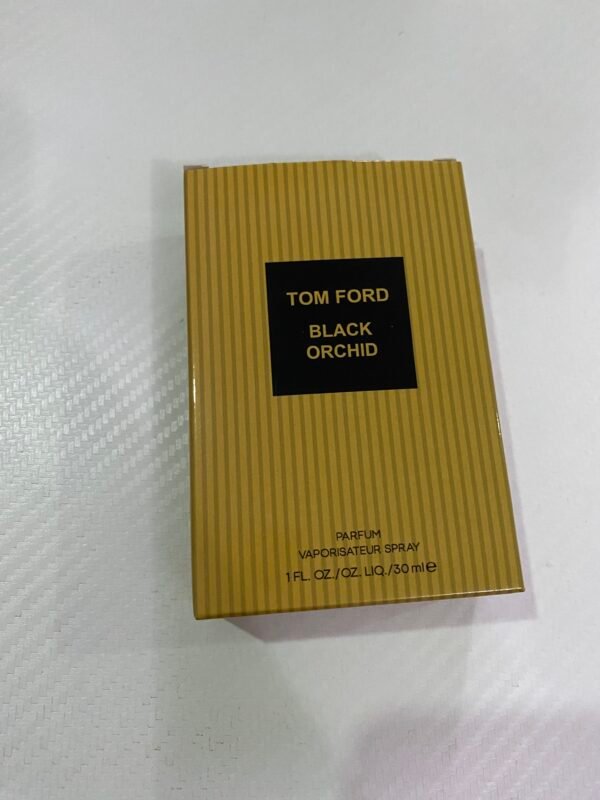 TOM FORD
BLACK
ORCHID
PARFUM
VAPORISATEUR SPRAY
1 FL. OZ./OZ. LIQ./30 ml e